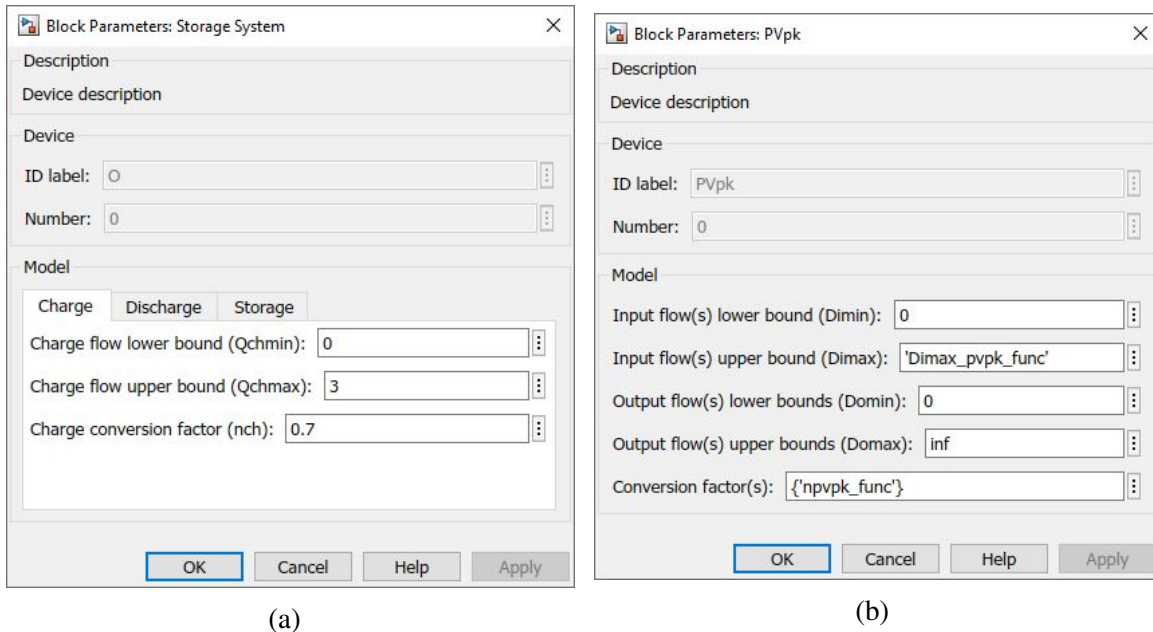 Block Parameters: Storage System
Description
Device description
Device
ID label: O
Number: 0
Model
Charge Discharge Storage
Charge flow lower bound (Qchmin): 0
Charge flow upper bound (Qchmax): 3
Charge conversion factor (nch): 0.7
OK Cancel Help Apply
(a)
Block Parameters: PVpk
Description
Device description
Device
ID label: PVpk
Number: 0
Model
Input flow(s) lower bound (Dimin): 0
Input flow(s) upper bound (Dimax): 'Dimax_pvpk_func'
Output flow(s) lower bounds (Domin): 0
Output flow(s) upper bounds (Domax): inf
Conversion factor(s): {'npvpk_func'}
OK Cancel Help Apply
(b)